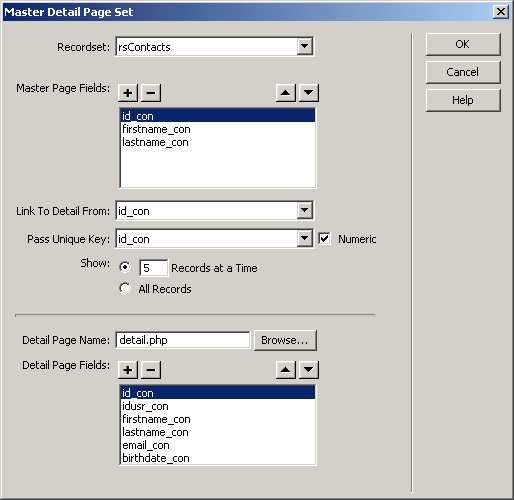 Master Detail Page Set
Recordset: rsContacts
OK
Cancel
Help
Master Page Fields:
id_con
firstname_con
lastname_con
Link To Detail From: id_con
Pass Unique Key: id_con Numeric
Show: 5 Records at a Time
All Records
Detail Page Name: detail.php Browse...
Detail Page Fields:
id_con
idusr_con
firstname_con
lastname_con
email_con
birthdate_con